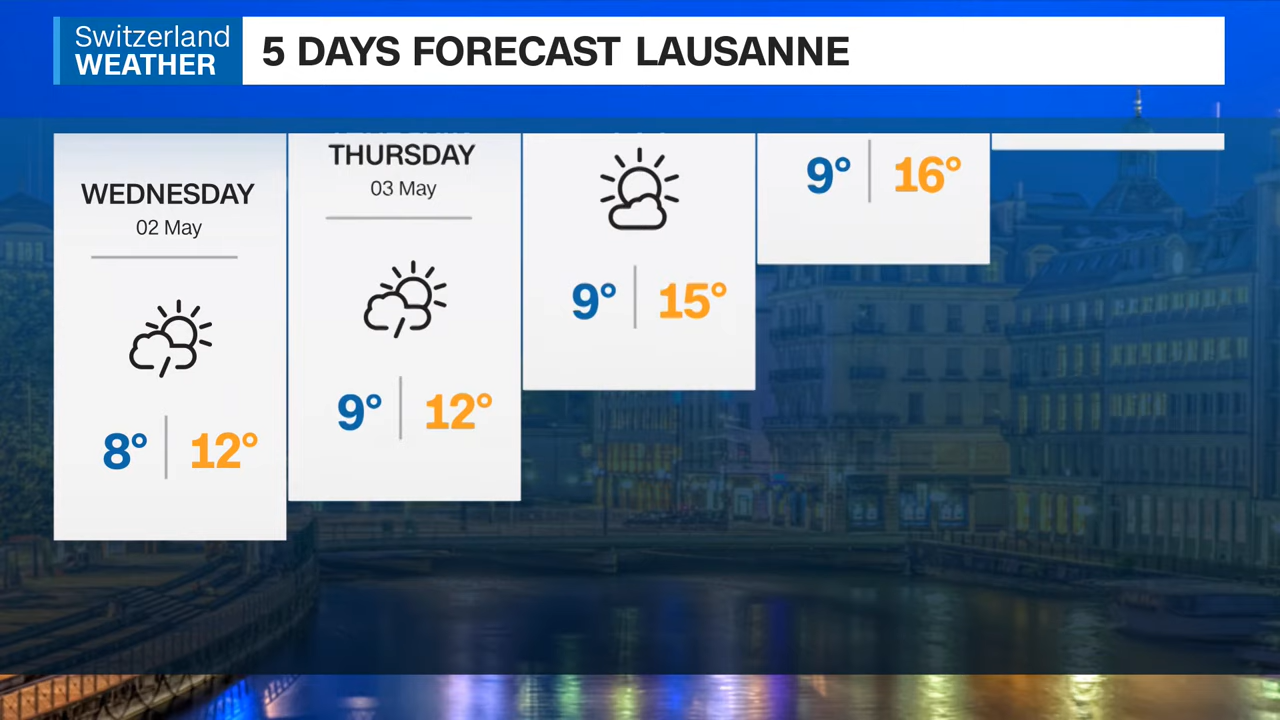 Switzerland
WEATHER
5 DAYS FORECAST LAUSANNE
WEDNESDAY
02 May
8° 12°
THURSDAY
03 May
9° 12°
9° 15°
9° 16°